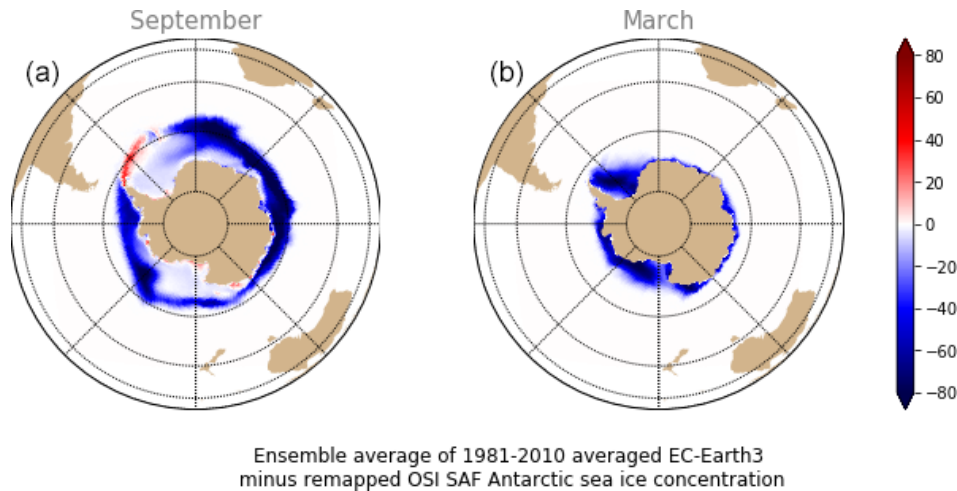 September
March
(a)
(b)
80
60
40
20
0
−20
−40
−60
−80
Ensemble average of 1981-2010 averaged EC-Earth3
minus remapped OSI SAF Antarctic sea ice concentration